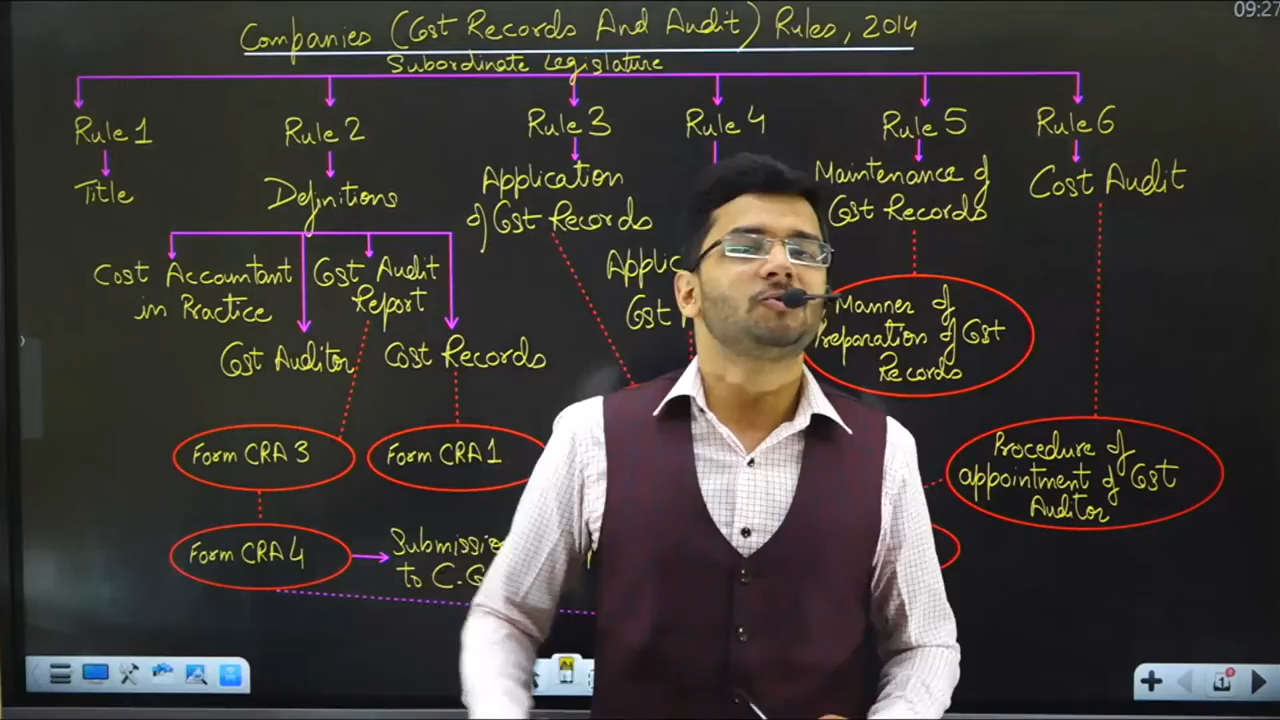 09:27
Companies (Cost Records And Audit) Rules, 2014
Subordinate Legislature
Rule 1
Rule 2
Rule 3
Rule 4
Rule 5
Rule 6
Title
Definitions
Application
of Cost Records
Maintenance of
Cost Records
Cost Audit
Cost Accountant
in Practice
Cost Audit
Report
Cost Auditor
Cost Records
Cost
Manner of
Preparation of Cost
Records
Form CRA 3
Form CRA 1
Procedure of
appointment of Cost
Auditor
Form CRA 4
to
1